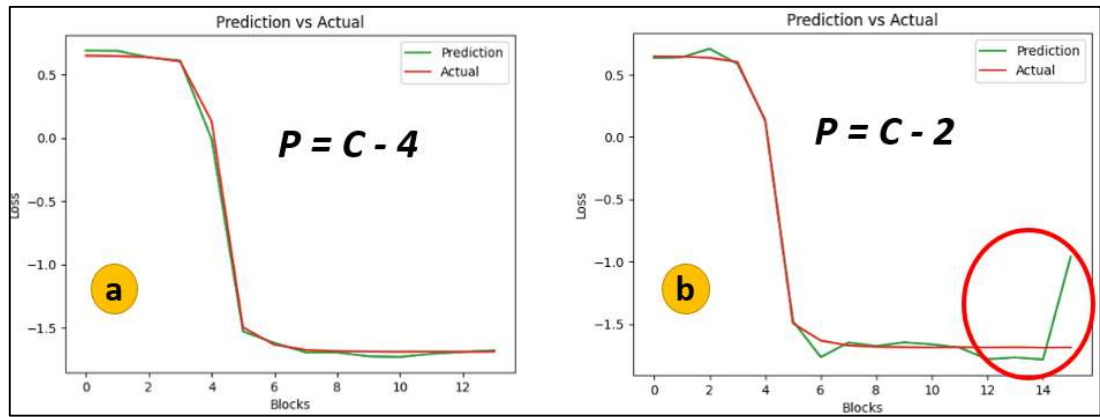 Prediction vs Actual
Prediction
Actual
0.5
0.0
−0.5
−1.0
−1.5
Loss
P = C - 4
a
0 2 4 6 8 10 12
Blocks
Prediction vs Actual
Prediction
Actual
0.5
0.0
−0.5
−1.0
−1.5
Loss
P = C - 2
b
0 2 4 6 8 10 12 14
Blocks